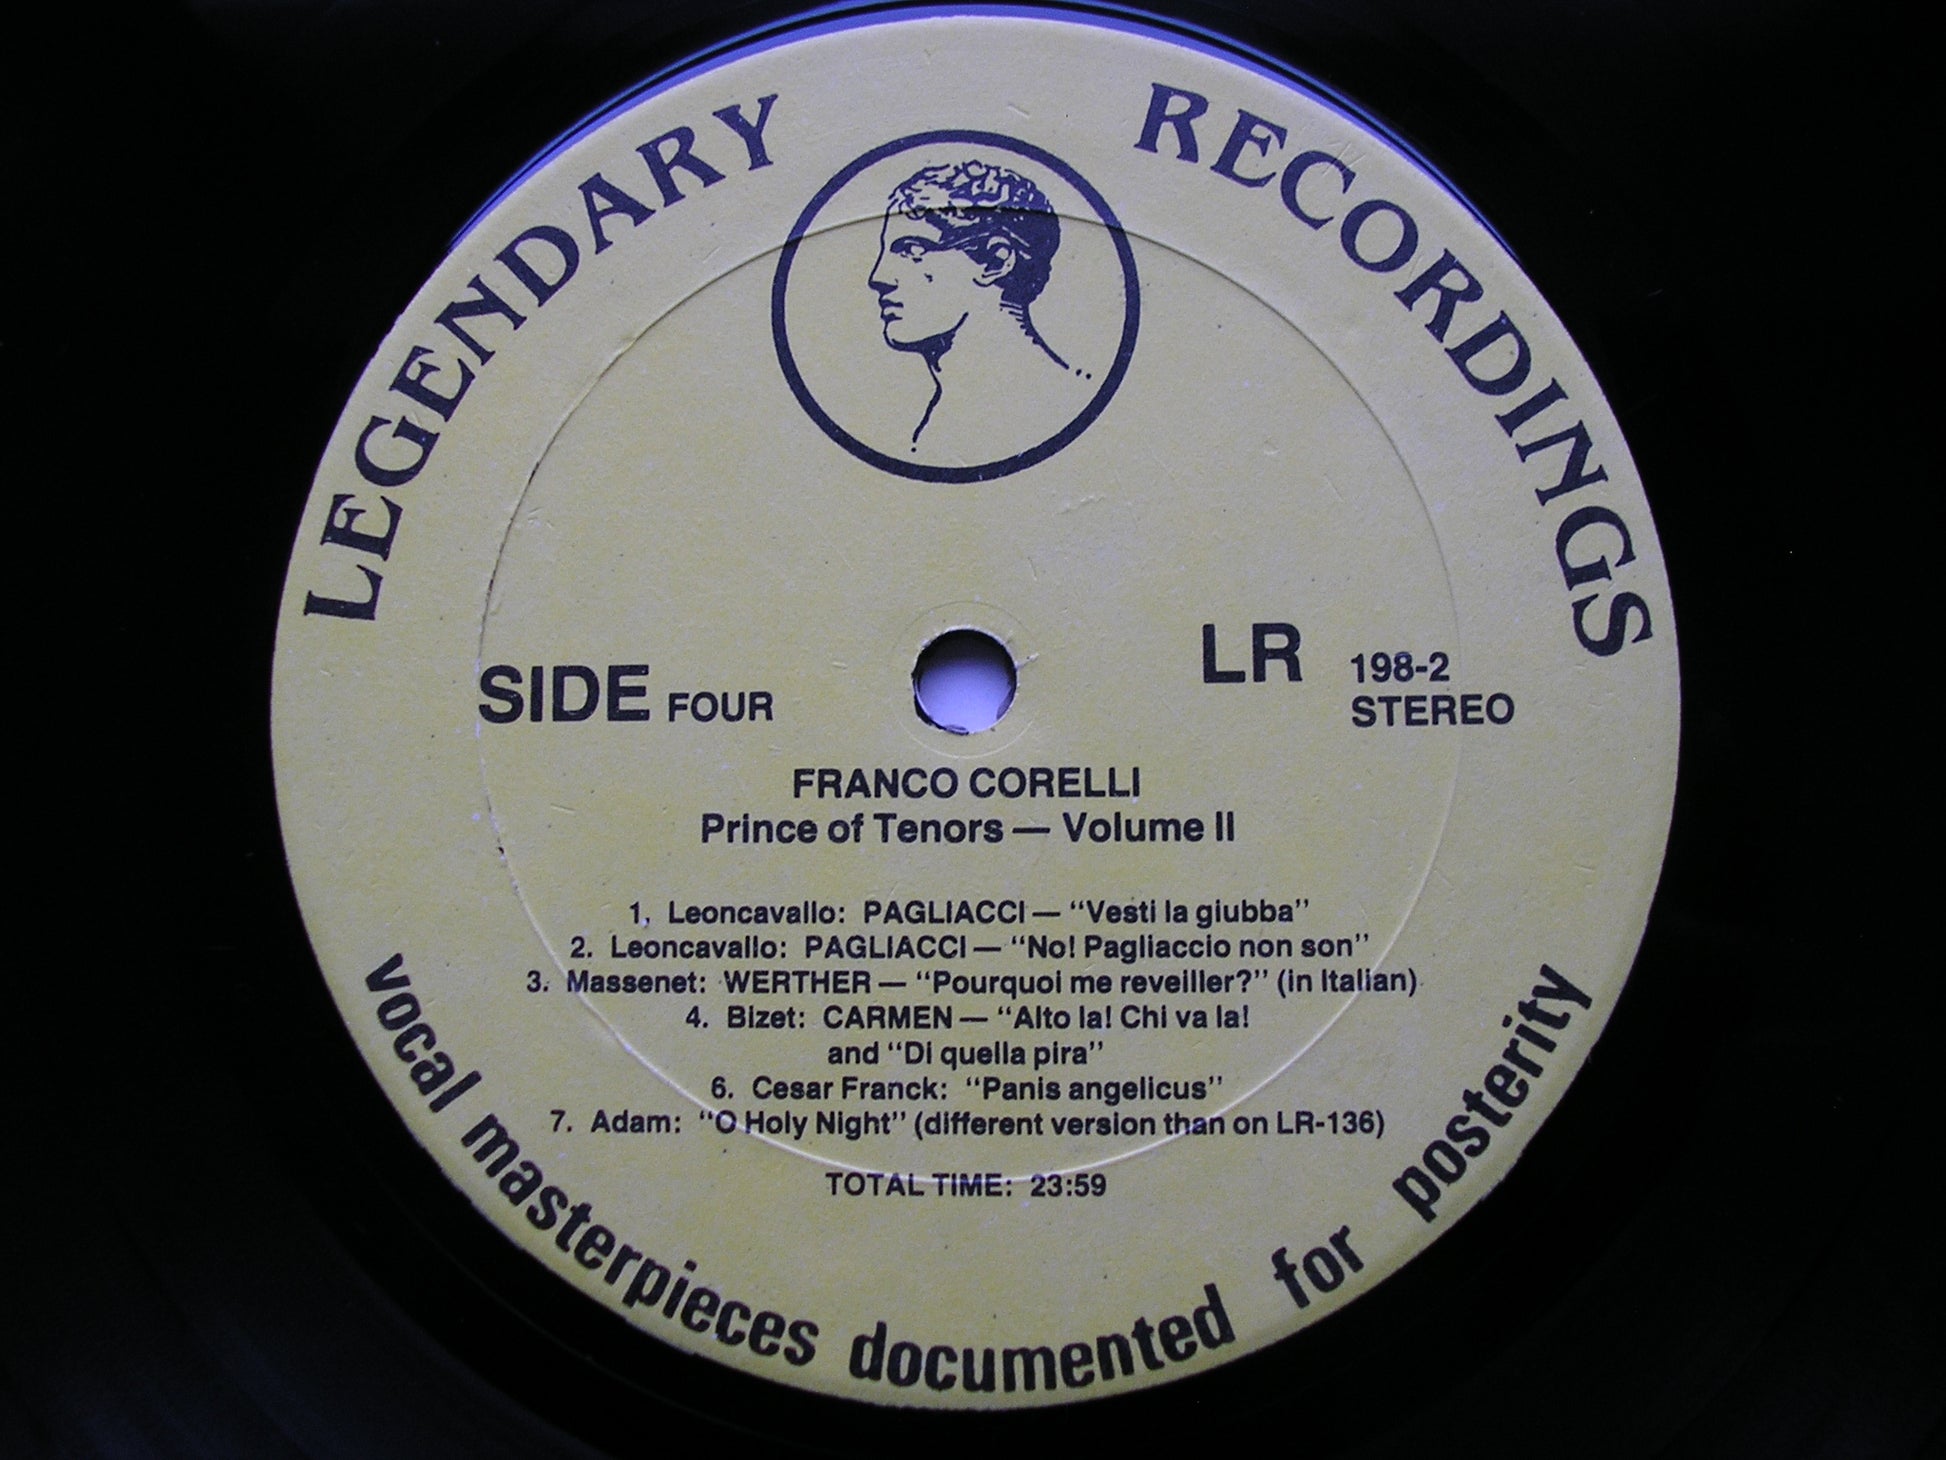 LEGENDARY RECORDINGS
SIDE FOUR
LR 198-2
STEREO
FRANCO CORELLI
Prince of Tenors — Volume II
1. Leoncavallo: PAGLIACCI — "Vesti la giubba"
2. Leoncavallo: PAGLIACCI — "No! Pagliaccio non son"
3. Massenet: WERTHER — "Pourquoi me reveiller?" (in Italian)
4. Bizet: CARMEN — "Alto la! Chi va la!
and "Di quella pira"
6. Cesar Franck: "Panis angelicus"
7. Adam: "O Holy Night" (different version than on LR-136)
TOTAL TIME: 23:59
vocal masterpieces documented for posterity